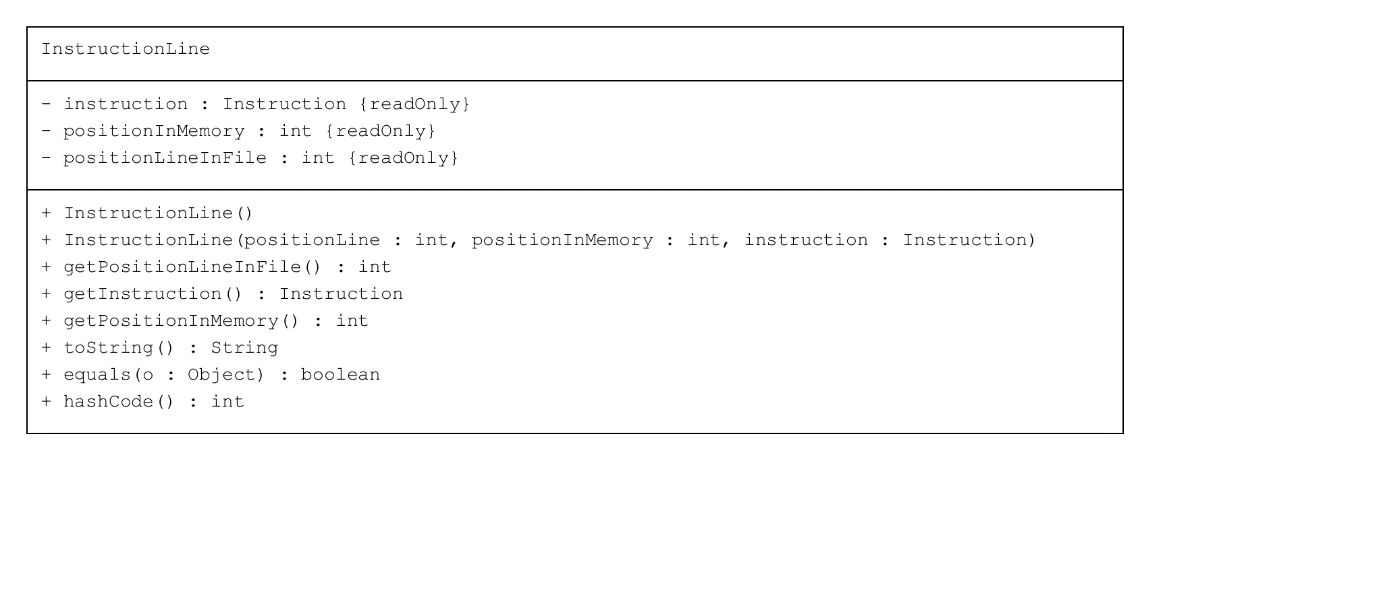 InstructionLine
- instruction : Instruction {readOnly}
- positionInMemory : int {readOnly}
- positionLineInFile : int {readOnly}
+ InstructionLine()
+ InstructionLine(positionLine : int, positionInMemory : int, instruction : Instruction)
+ getPositionLineInFile() : int
+ getInstruction() : Instruction
+ getPositionInMemory() : int
+ toString() : String
+ equals(o : Object) : boolean
+ hashCode() : int